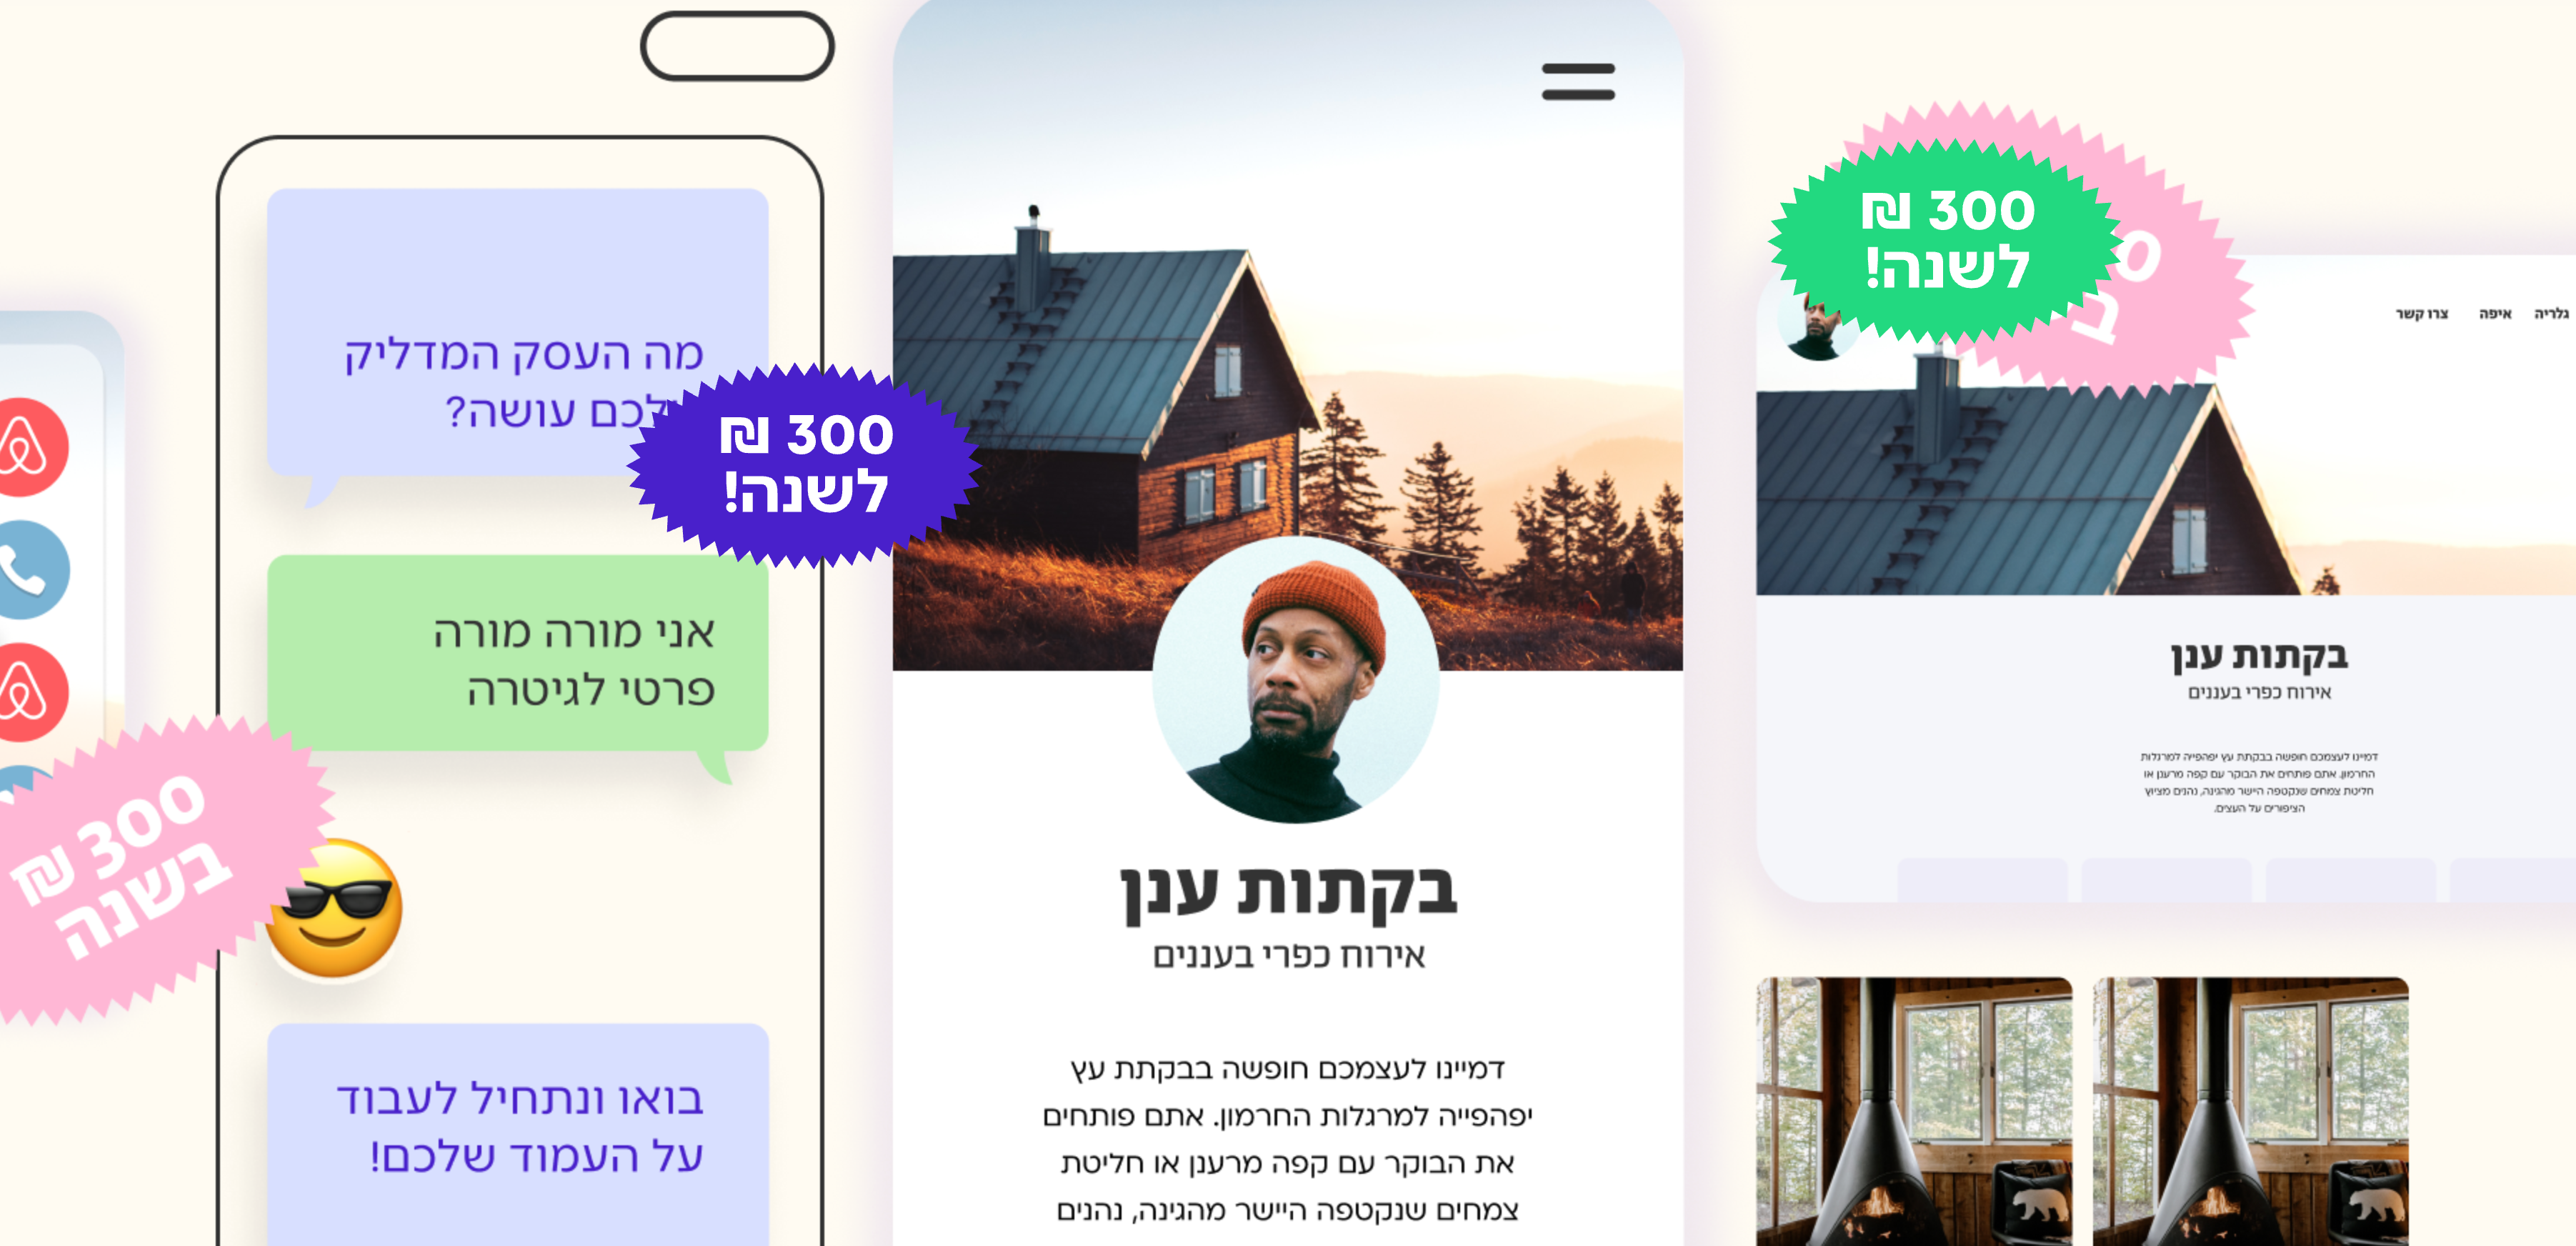 מה העסק המדליק
עושה?
300 ₪
לשנה!
אני מורה מורה
פרטי לגיטרה
300 ₪
בשנה
בואו ונתחיל לעבוד
על העמוד שלכם!
בקתות ענן
אירוח כפרי בעננים
דמיינו לעצמכם חופשה בבקתת עץ
יפהפייה למרגלות החרמון. אתם פותחים
את הבוקר עם קפה מרענן או חליטת
צמחים שנקטפה היישר מהגינה, נהנים
300 ₪
לשנה!
גלריה איפה צרו קשר
בקתות ענן
אירוח כפרי בעננים
דמיינו לעצמכם חופשה בבקתת עץ יפהפייה למרגלות
החרמון. אתם פותחים את הבוקר עם קפה מרענן או
חליטת צמחים שנקטפה היישר מהגינה, נהנים מציוץ
הציפורים על העצים.